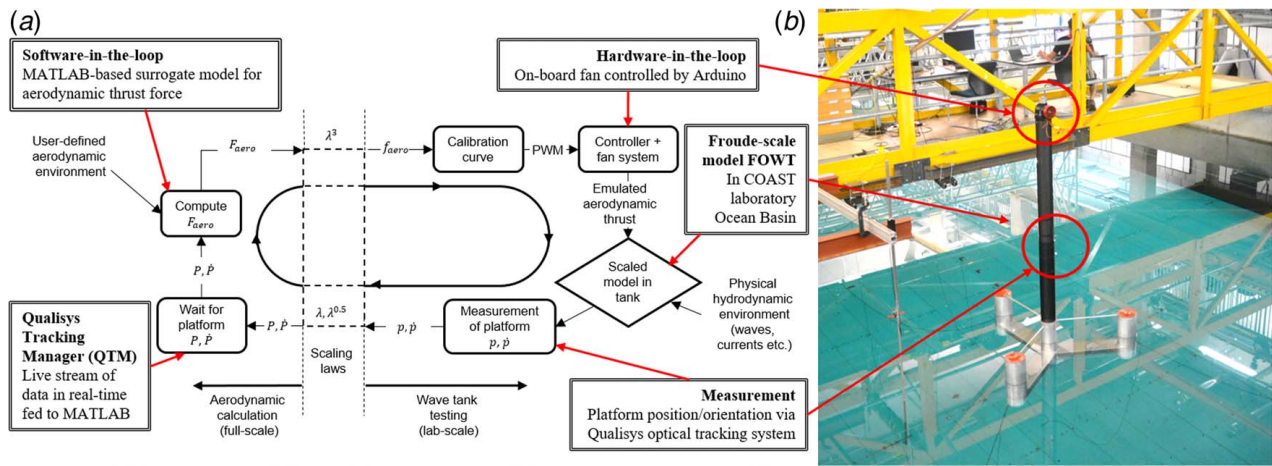 (a)
(b)
Software-in-the-loop
MATLAB-based surrogate model for
aerodynamic thrust force
Hardware-in-the-loop
On-board fan controlled by Arduino
User-defined
aerodynamic
environment
F_aero
λ³
f_aero
Calibration
curve
PWM
Controller +
fan system
Froude-scale
model FOWT
In COAST
laboratory
Ocean Basin
Compute
F_aero
Emulated
aerodynamic
thrust
P, Ṗ
Scaled
model in
tank
Qualisys
Tracking
Manager (QTM)
Live stream of
data in real-time
fed to MATLAB
Wait for
platform
P, Ṗ
P, Ṗ
λ, λ^0.5
p, ṗ
Measurement
of platform
p, ṗ
Physical
hydrodynamic
environment
(waves,
currents etc.)
Scaling
laws
Aerodynamic
calculation
(full-scale)
Wave tank
testing
(lab-scale)
Measurement
Platform position/orientation via
Qualisys optical tracking system